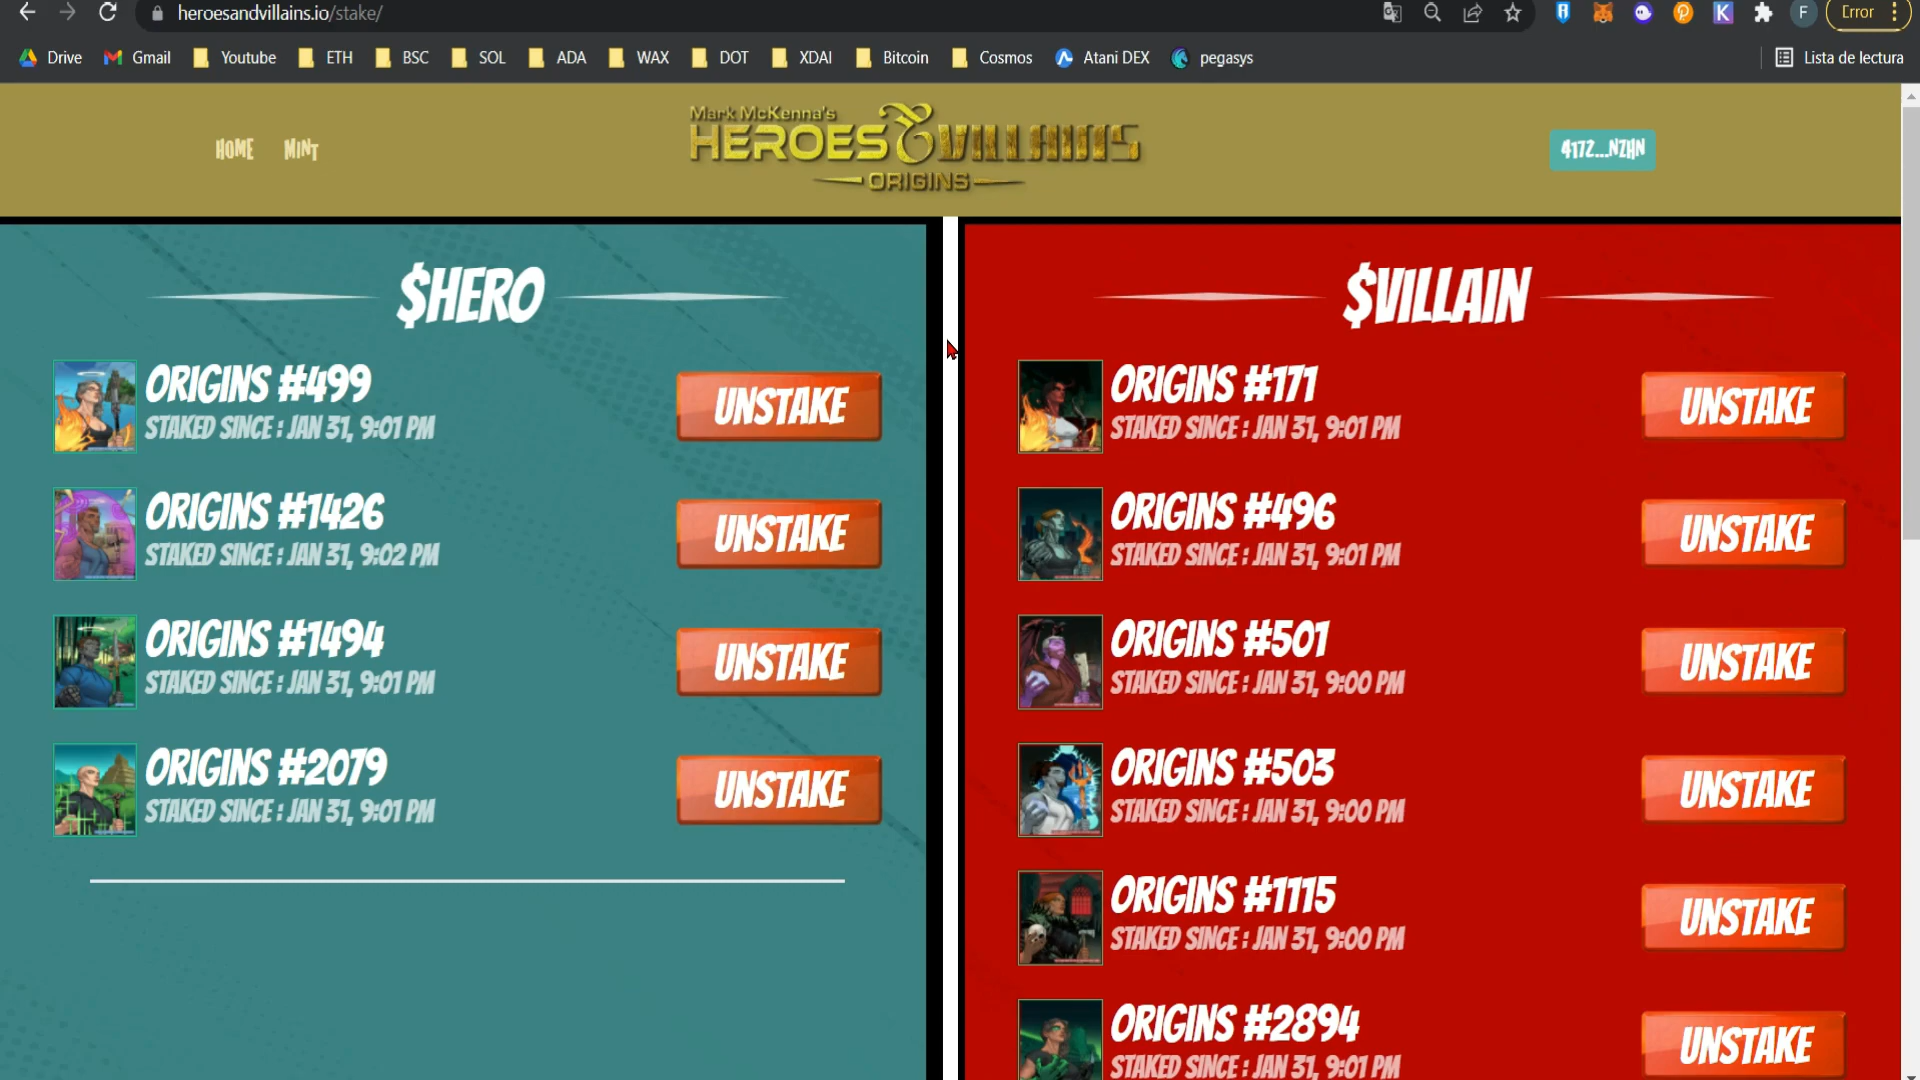 heroesandvillains.io/stake/
F
Error
Drive
Gmail
Youtube
ETH
BSC
SOL
ADA
WAX
DOT
XDAI
Bitcoin
Cosmos
Atani DEX
pegasys
Lista de lectura
HOME
MINT
Mark McKenna's
HEROES & VILLAINS
ORIGINS
4172...NZHN
$HERO
ORIGINS #499
STAKED SINCE : JAN 31, 9:01 PM
UNSTAKE
ORIGINS #1426
STAKED SINCE : JAN 31, 9:02 PM
UNSTAKE
ORIGINS #1494
STAKED SINCE : JAN 31, 9:01 PM
UNSTAKE
ORIGINS #2079
STAKED SINCE : JAN 31, 9:01 PM
UNSTAKE
$VILLAIN
ORIGINS #171
STAKED SINCE : JAN 31, 9:01 PM
UNSTAKE
ORIGINS #496
STAKED SINCE : JAN 31, 9:01 PM
UNSTAKE
ORIGINS #501
STAKED SINCE : JAN 31, 9:00 PM
UNSTAKE
ORIGINS #503
STAKED SINCE : JAN 31, 9:00 PM
UNSTAKE
ORIGINS #1115
STAKED SINCE : JAN 31, 9:00 PM
UNSTAKE
ORIGINS #2894
STAKED SINCE : JAN 31, 9:01 PM
UNSTAKE